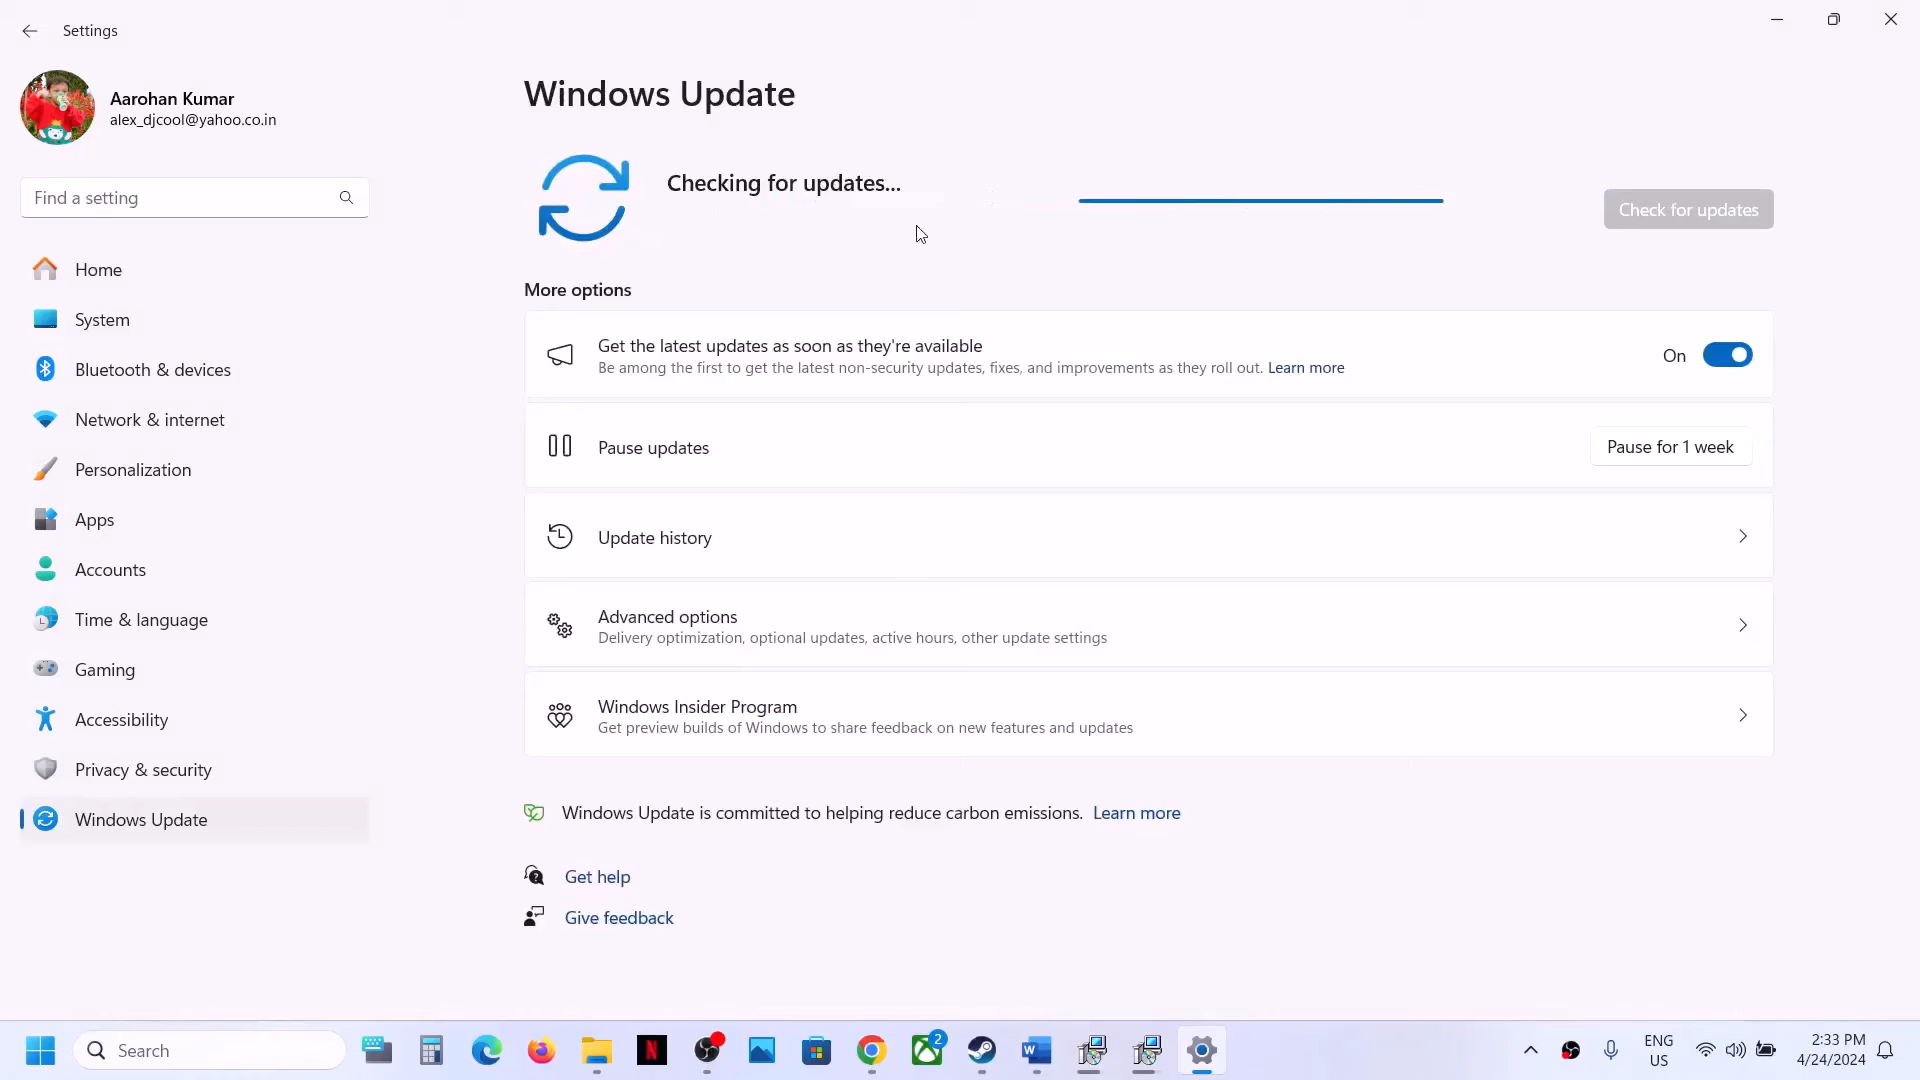 Settings
Aarohan Kumar
alex_djcool@yahoo.co.in
Find a setting
Home
System
Bluetooth & devices
Network & internet
Personalization
Apps
Accounts
Time & language
Gaming
Accessibility
Privacy & security
Windows Update
Windows Update
Checking for updates...
Check for updates
More options
Get the latest updates as soon as they're available
Be among the first to get the latest non-security updates, fixes, and improvements as they roll out. Learn more
On
Pause updates
Pause for 1 week
Update history
Advanced options
Delivery optimization, optional updates, active hours, other update settings
Windows Insider Program
Get preview builds of Windows to share feedback on new features and updates
Windows Update is committed to helping reduce carbon emissions. Learn more
Get help
Give feedback
Search
N
2
W
ENG
US
2:33 PM
4/24/2024